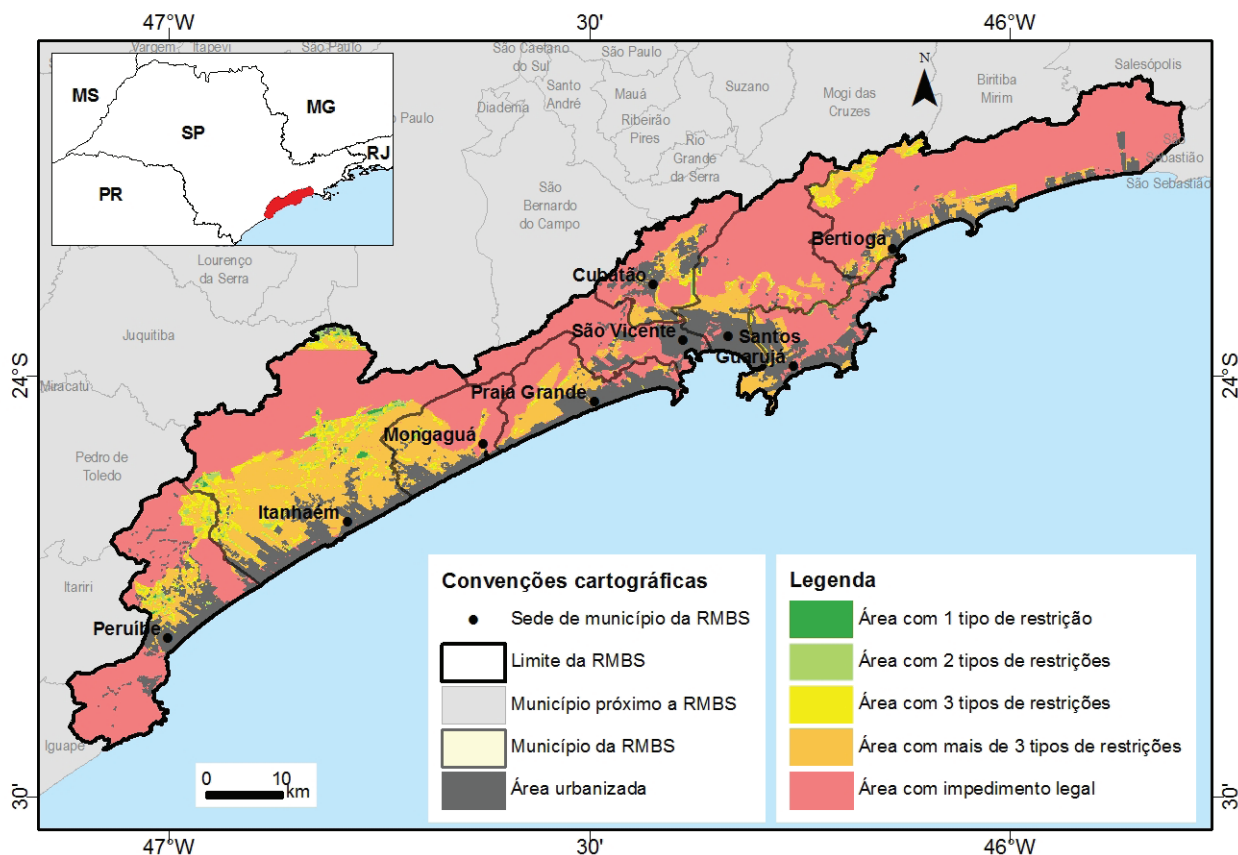 47°W
30'
46°W
Vargem
Itapevi
São Paulo
São Caetano
do Sul
São Paulo
Santo
André
Mauá
Suzano
Diadema
Ribeirão
Pires
Rio
Grande
da Serra
Mogi das
Cruzes
Biritiba
Mirim
Salesópolis
São
Sebastião
São Sebastião
N
MS
MG
SP
RJ
PR
São Paulo
São
Bernardo
do Campo
Lourenço
da Serra
Juquitiba
Miracatu
Pedro de
Toledo
Itariri
Iguape
Bertioga
Cubatão
São Vicente
Santos
Guarujá
Praia Grande
Mongaguá
Itanhaém
Peruíbe
24°S
24°S
30'
30'
0
10
km
Convenções cartográficas
Sede de município da RMBS
Limite da RMBS
Município próximo a RMBS
Município da RMBS
Área urbanizada
Legenda
Área com 1 tipo de restrição
Área com 2 tipos de restrições
Área com 3 tipos de restrições
Área com mais de 3 tipos de restrições
Área com impedimento legal
47°W
30'
46°W